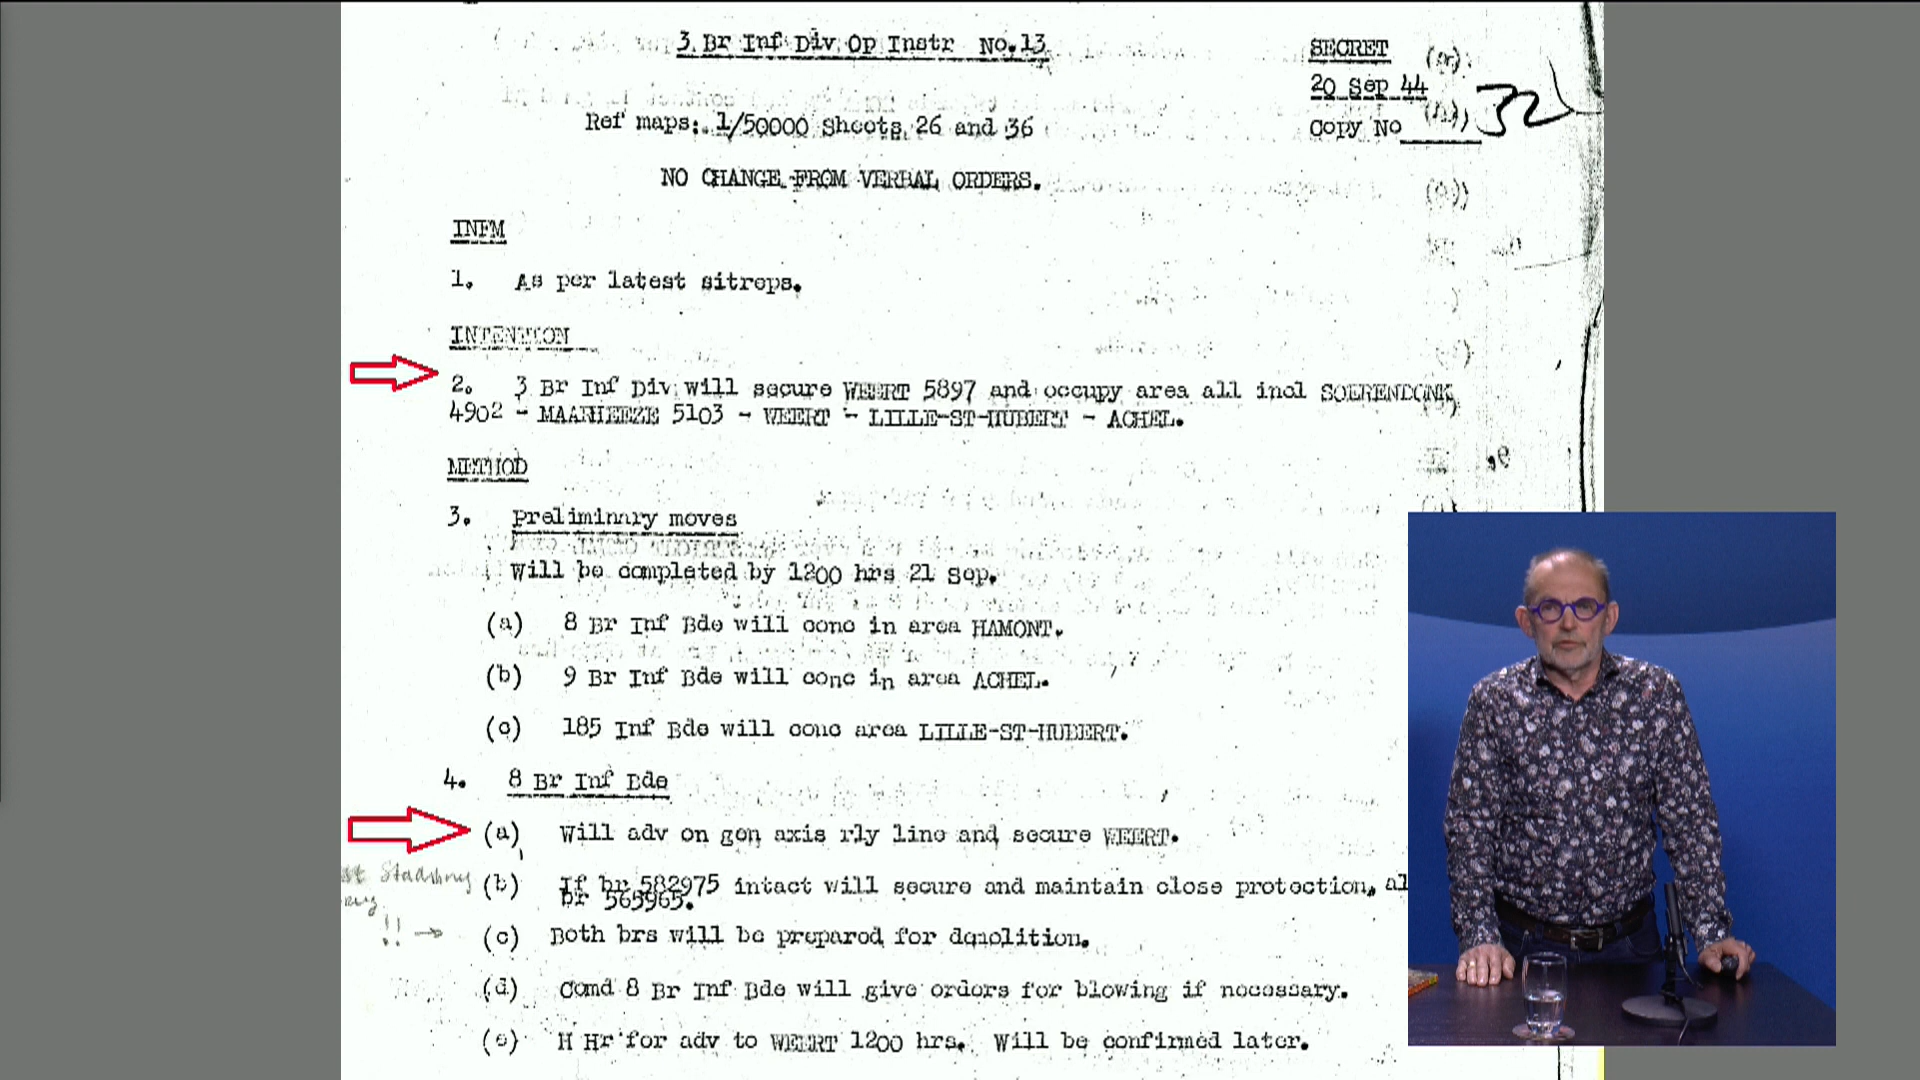 3 Br Inf Div Op Instr No.13
SECRET
20 Sep 44
Copy No 32
Ref maps: 1/50000 Sheets 26 and 36
NO CHANGE FROM VERBAL ORDERS.
INFM
1. As per latest sitreps.
INTENTION
2. 3 Br Inf Div will secure WEERT 5897 and occupy area all incl SOERENDONK
4902 - MAARHEEZE 5103 - WEERT - LILLE-ST-HUBERT - ACHEL.
METHOD
3. Preliminary moves
Will be completed by 1200 hrs 21 Sep.
(a) 8 Br Inf Bde will conc in area HAMONT.
(b) 9 Br Inf Bde will conc in area ACHEL.
(c) 185 Inf Bde will conc area LILLE-ST-HUBERT.
4. 8 Br Inf Bde
(a) Will adv on gen axis rly line and secure WEERT.
(b) If br 582975 intact will secure and maintain close protection, al
br 565965.
!! → (c) Both brs will be prepared for demolition.
(d) Comd 8 Br Inf Bde will give orders for blowing if necessary.
(e) H Hr for adv to WEERT 1200 hrs. Will be confirmed later.